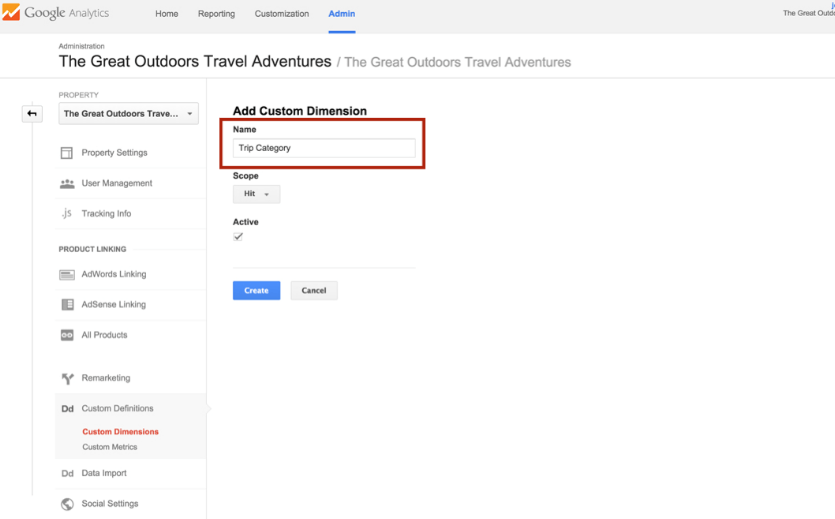 Google Analytics
Home Reporting Customization Admin
The Great Outd
Administration
The Great Outdoors Travel Adventures / The Great Outdoors Travel Adventures
PROPERTY
The Great Outdoors Trave...
Property Settings
User Management
.js Tracking Info
PRODUCT LINKING
AdWords Linking
AdSense Linking
All Products
Remarketing
Dd Custom Definitions
Custom Dimensions
Custom Metrics
Dd Data Import
Social Settings
Add Custom Dimension
Name
Trip Category
Scope
Hit
Active
Create Cancel